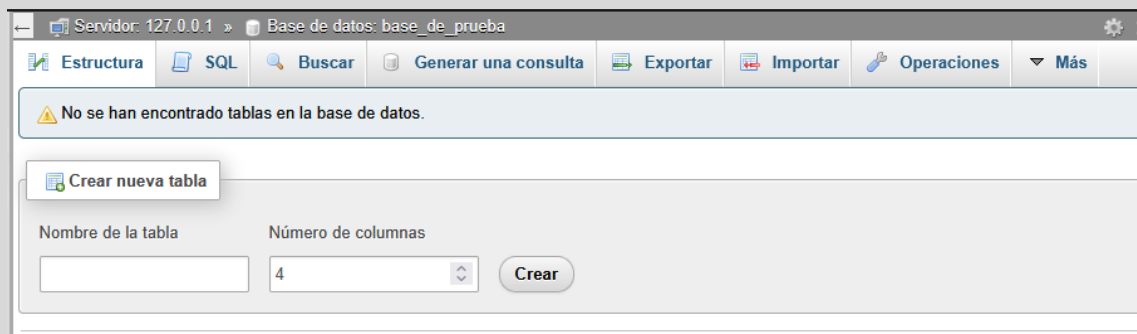 ← Servidor: 127.0.0.1 » Base de datos: base_de_prueba
Estructura SQL Buscar Generar una consulta Exportar Importar Operaciones Más
No se han encontrado tablas en la base de datos.
Crear nueva tabla
Nombre de la tabla Número de columnas
4 Crear